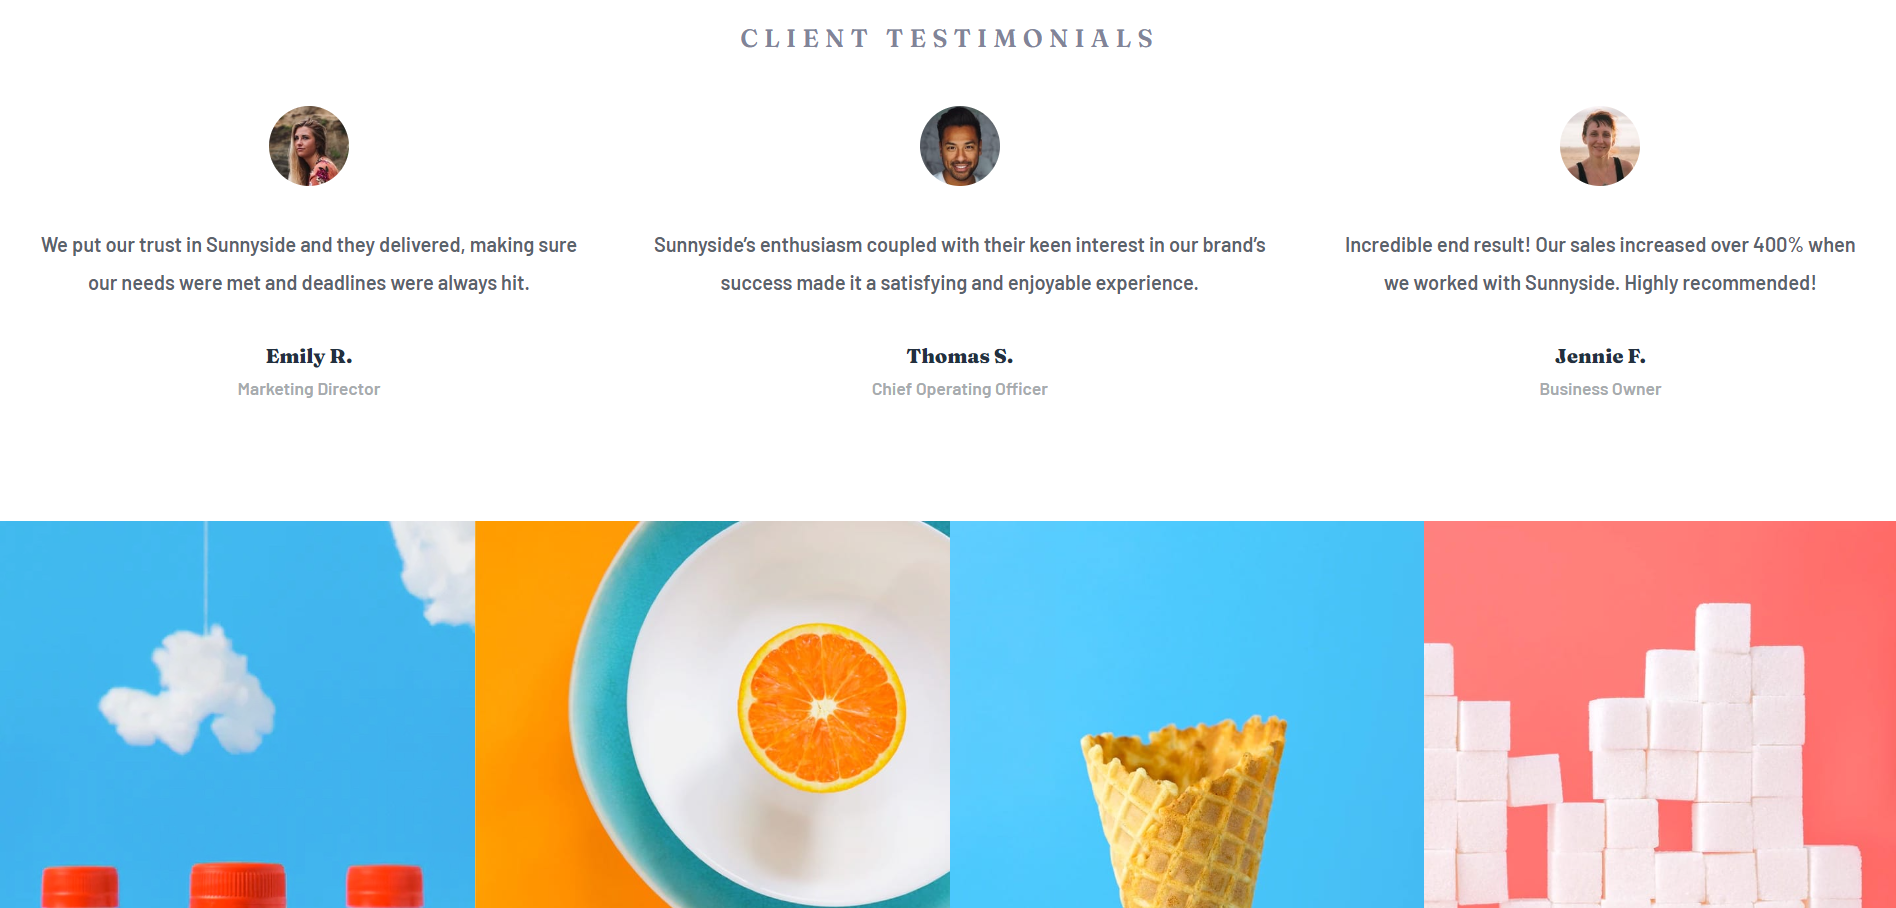 CLIENT TESTIMONIALS
We put our trust in Sunnyside and they delivered, making sure
our needs were met and deadlines were always hit.
Emily R.
Marketing Director
Sunnyside’s enthusiasm coupled with their keen interest in our brand’s
success made it a satisfying and enjoyable experience.
Thomas S.
Chief Operating Officer
Incredible end result! Our sales increased over 400% when
we worked with Sunnyside. Highly recommended!
Jennie F.
Business Owner